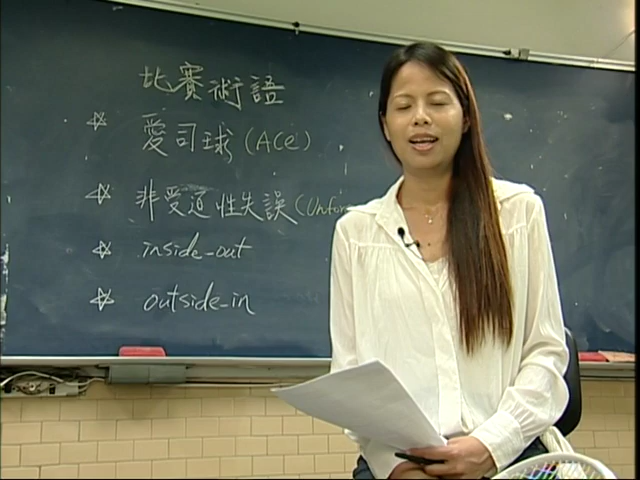 比賽術語
☆ 愛司球(Ace)
☆ 非受迫性失誤(Unfor
☆ inside-out
☆ outside-in